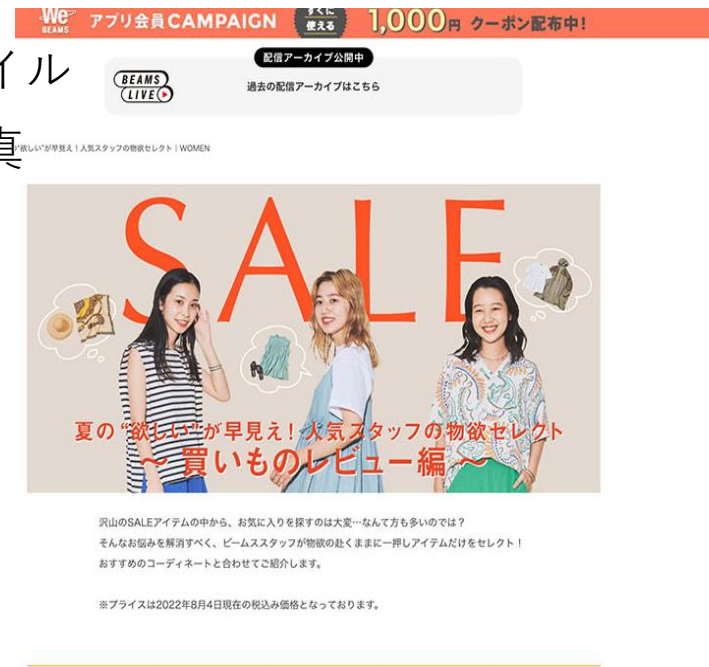 We
BEAMS
アプリ会員CAMPAIGN
すぐに
使える
1,000円 クーポン配布中!
イル
真
配信アーカイブ公開中
BEAMS
LIVE
過去の配信アーカイブはこちら
"欲しい"が早見え!人気スタッフの物欲セレクト | WOMEN
SALE
夏の"欲しい"が早見え!人気スタッフの物欲セレクト
～ 買いものレビュー編 ～
沢山のSALEアイテムの中から、お気に入りを探すのは大変…なんて方も多いのでは？
そんなお悩みを解消すべく、ビームススタッフが物欲の赴くままに一押しアイテムだけをセレクト！
おすすめのコーディネートと合わせてご紹介します。
※プライスは2022年8月4日現在の税込み価格となっております。